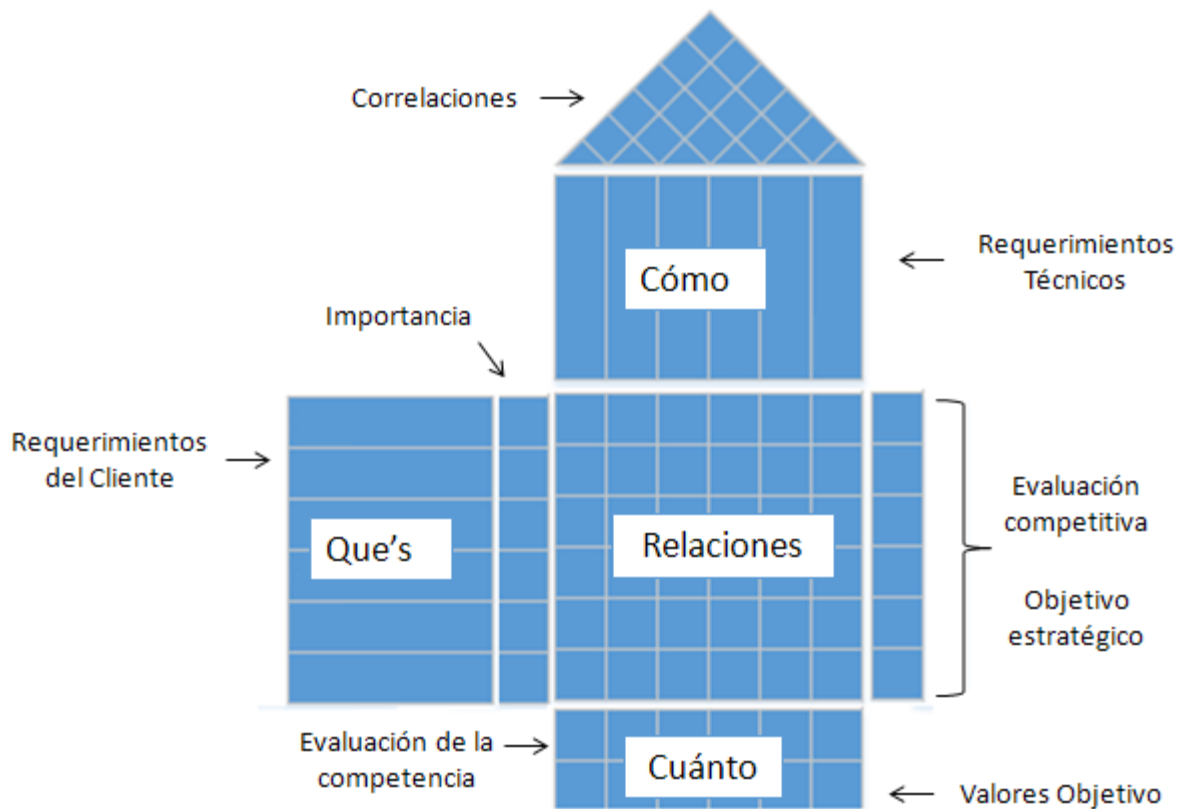 Correlaciones
Requerimientos
Técnicos
Cómo
Importancia
Requerimientos
del Cliente
Que's
Relaciones
Evaluación
competitiva
Objetivo
estratégico
Evaluación de la
competencia
Cuánto
Valores Objetivo